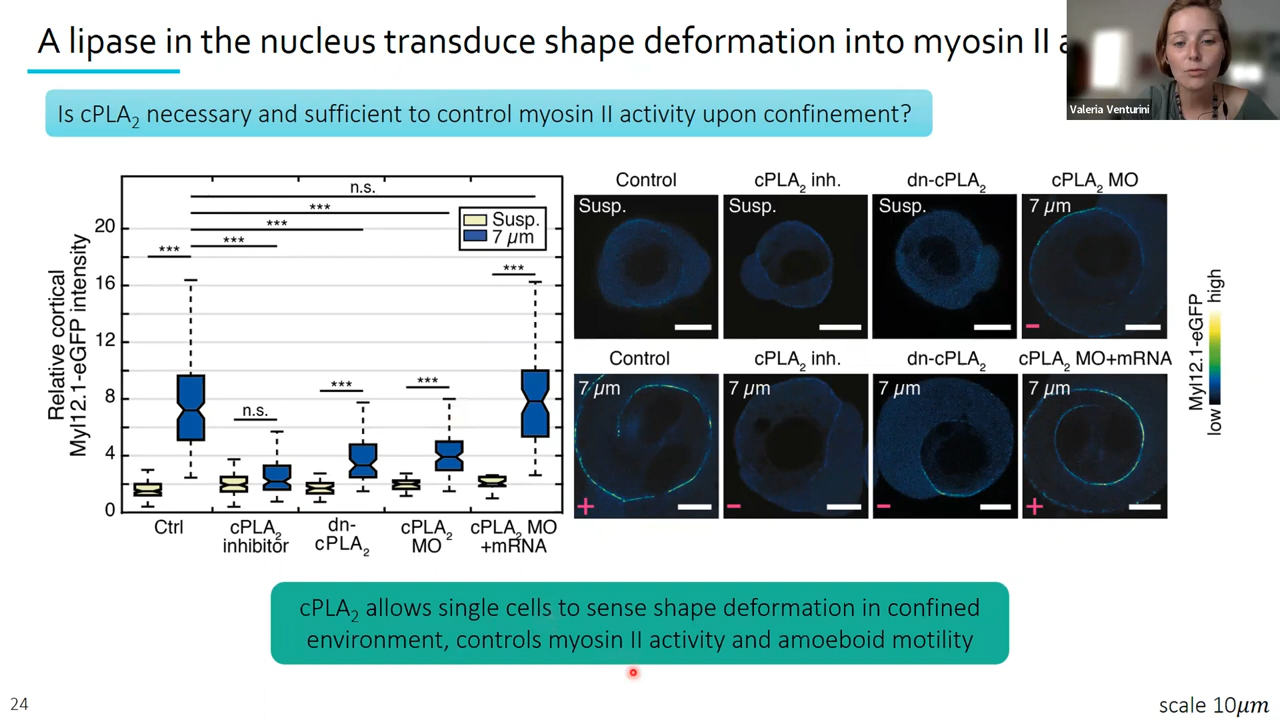 A lipase in the nucleus transduce shape deformation into myosin II a
Valeria Venturini
Is cPLA₂ necessary and sufficient to control myosin II activity upon confinement?
Relative cortical
Myl12.1-eGFP intensity
20
16
12
8
4
0
n.s.
***
***
***
***
***
n.s.
***
***
Susp.
7 µm
Ctrl
cPLA₂
inhibitor
dn-
cPLA₂
cPLA₂
MO
cPLA₂ MO
+mRNA
Control
cPLA₂ inh.
dn-cPLA₂
cPLA₂ MO
Susp.
Susp.
Susp.
7 µm
−
Control
cPLA₂ inh.
dn-cPLA₂
cPLA₂ MO+mRNA
7 µm
7 µm
7 µm
7 µm
+
−
−
+
Myl12.1-eGFP
low
high
cPLA₂ allows single cells to sense shape deformation in confined
environment, controls myosin II activity and amoeboid motility
24
scale 10µm